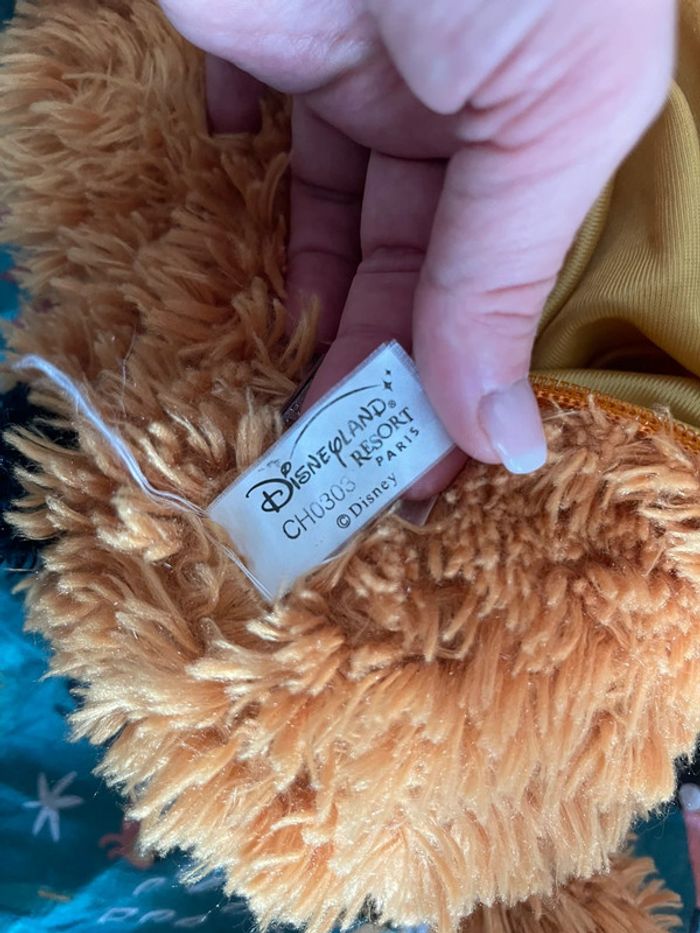 DISNEYLAND®
RESORT
PARIS
CH0303
©Disney